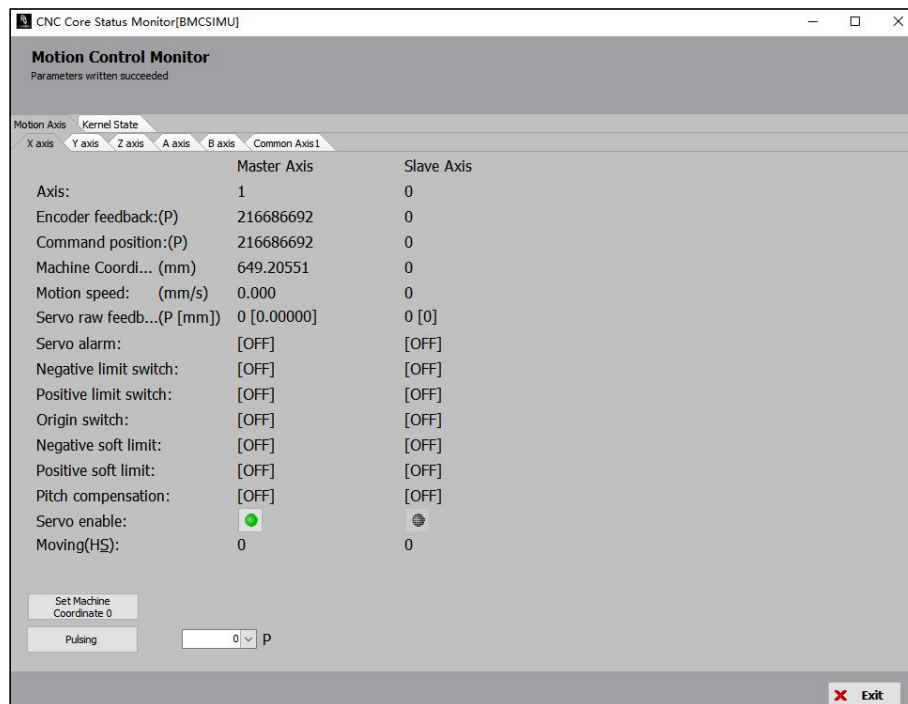 CNC Core Status Monitor[BMCSIMU]
Motion Control Monitor
Parameters written succeeded
Motion Axis Kernel State
X axis Y axis Z axis A axis B axis Common Axis1
Master Axis Slave Axis
Axis: 1 0
Encoder feedback:(P) 216686692 0
Command position:(P) 216686692 0
Machine Coordi... (mm) 649.20551 0
Motion speed: (mm/s) 0.000 0
Servo raw feedb...(P [mm]) 0 [0.00000] 0 [0]
Servo alarm: [OFF] [OFF]
Negative limit switch: [OFF] [OFF]
Positive limit switch: [OFF] [OFF]
Origin switch: [OFF] [OFF]
Negative soft limit: [OFF] [OFF]
Positive soft limit: [OFF] [OFF]
Pitch compensation: [OFF] [OFF]
Servo enable:
Moving(HS): 0 0
Set Machine
Coordinate 0
Pulsing 0 P
Exit